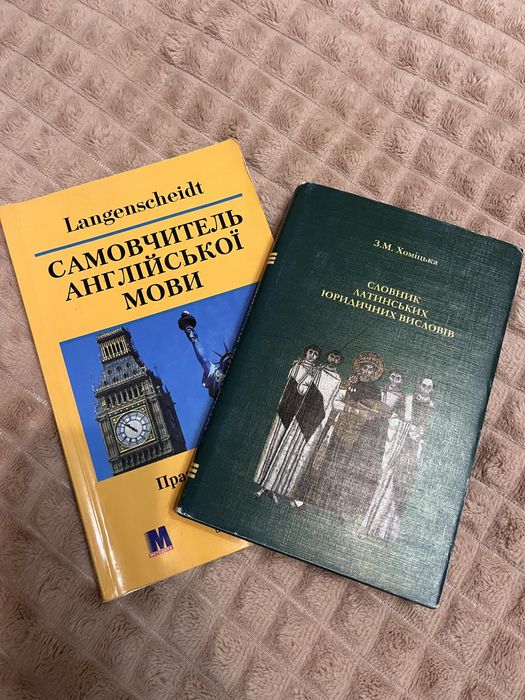 Langenscheidt
САМОВЧИТЕЛЬ
АНГЛІЙСЬКОЇ
МОВИ
Пра
М
З.М. Хоміцька
СЛОВНИК
ЛАТИНСЬКИХ
ЮРИДИЧНИХ ВИСЛОВІВ